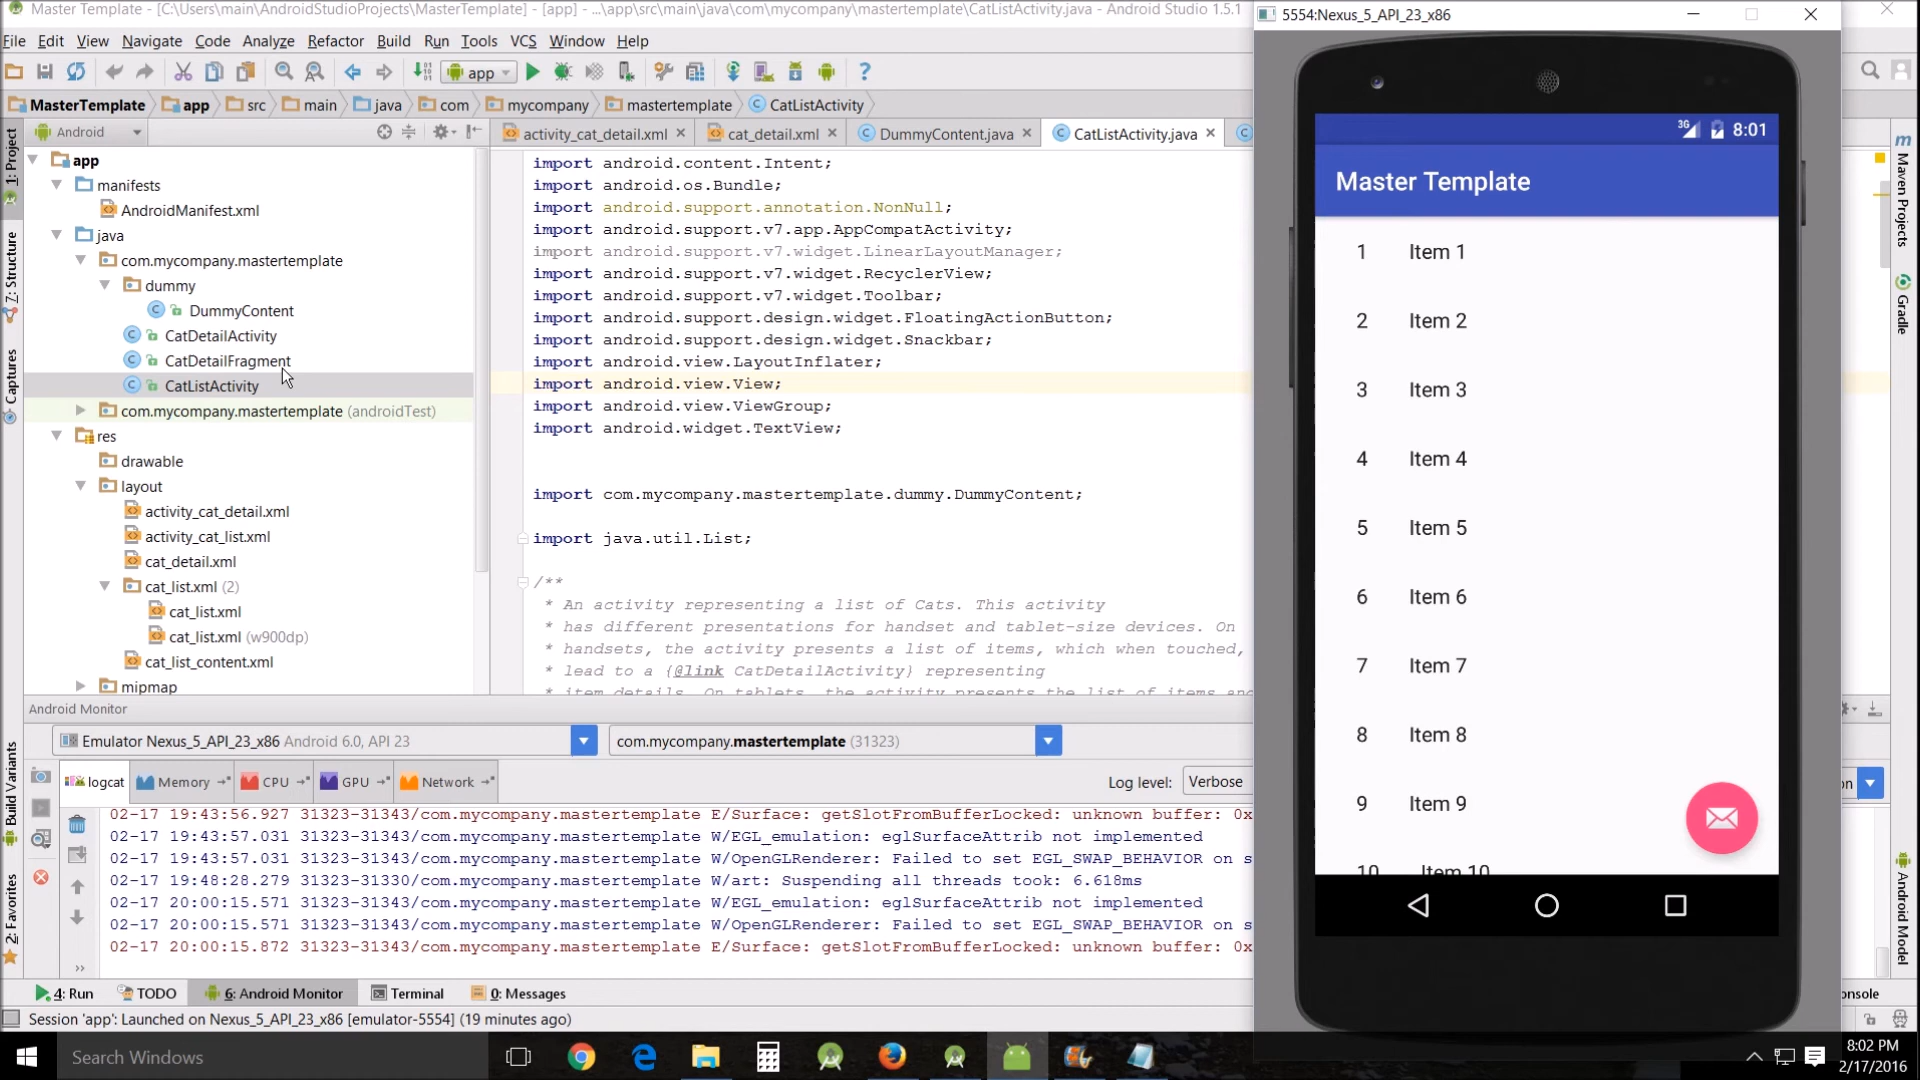 Master Template - [C:\Users\main\AndroidStudioProjects\MasterTemplate] - [app] - ...\app\src\main\java\com\mycompany\mastertemplate\CatListActivity.java - Android Studio 1.5.1
5554:Nexus_5_API_23_x86
File Edit View Navigate Code Analyze Refactor Build Run Tools VCS Window Help
app
MasterTemplate app src main java com mycompany mastertemplate CatListActivity
Android
activity_cat_detail.xml cat_detail.xml DummyContent.java CatListActivity.java
1: Project
7: Structure
Captures
Build Variants
2: Favorites
app
manifests
AndroidManifest.xml
java
com.mycompany.mastertemplate
dummy
DummyContent
CatDetailActivity
CatDetailFragment
CatListActivity
com.mycompany.mastertemplate (androidTest)
res
drawable
layout
activity_cat_detail.xml
activity_cat_list.xml
cat_detail.xml
cat_list.xml (2)
cat_list.xml
cat_list.xml (w900dp)
cat_list_content.xml
mipmap
import android.content.Intent;
import android.os.Bundle;
import android.support.annotation.NonNull;
import android.support.v7.app.AppCompatActivity;
import android.support.v7.widget.LinearLayoutManager;
import android.support.v7.widget.RecyclerView;
import android.support.v7.widget.Toolbar;
import android.support.design.widget.FloatingActionButton;
import android.support.design.widget.Snackbar;
import android.view.LayoutInflater;
import android.view.View;
import android.view.ViewGroup;
import android.widget.TextView;
import com.mycompany.mastertemplate.dummy.DummyContent;
import java.util.List;
/**
* An activity representing a list of Cats. This activity
* has different presentations for handset and tablet-size devices. On
* handsets, the activity presents a list of items, which when touched,
* lead to a {@link CatDetailActivity} representing
* item details. On tablets, the activity presents the list of items and
3G 8:01
Master Template
1 Item 1
2 Item 2
3 Item 3
4 Item 4
5 Item 5
6 Item 6
7 Item 7
8 Item 8
9 Item 9
10 Item 10
m Maven Projects
Gradle
Android Model
Android Monitor
Emulator Nexus_5_API_23_x86 Android 6.0, API 23
com.mycompany.mastertemplate (31323)
logcat Memory CPU GPU Network
Log level: Verbose
on
02-17 19:43:56.927 31323-31343/com.mycompany.mastertemplate E/Surface: getSlotFromBufferLocked: unknown buffer: 0x
02-17 19:43:57.031 31323-31343/com.mycompany.mastertemplate W/EGL_emulation: eglSurfaceAttrib not implemented
02-17 19:43:57.031 31323-31343/com.mycompany.mastertemplate W/OpenGLRenderer: Failed to set EGL_SWAP_BEHAVIOR on s
02-17 19:48:28.279 31323-31330/com.mycompany.mastertemplate W/art: Suspending all threads took: 6.618ms
02-17 20:00:15.571 31323-31343/com.mycompany.mastertemplate W/EGL_emulation: eglSurfaceAttrib not implemented
02-17 20:00:15.571 31323-31343/com.mycompany.mastertemplate W/OpenGLRenderer: Failed to set EGL_SWAP_BEHAVIOR on s
02-17 20:00:15.872 31323-31343/com.mycompany.mastertemplate E/Surface: getSlotFromBufferLocked: unknown buffer: 0x
4: Run TODO 6: Android Monitor Terminal 0: Messages
onsole
Session 'app': Launched on Nexus_5_API_23_x86 [emulator-5554] (19 minutes ago)
Search Windows
8:02 PM
2/17/2016